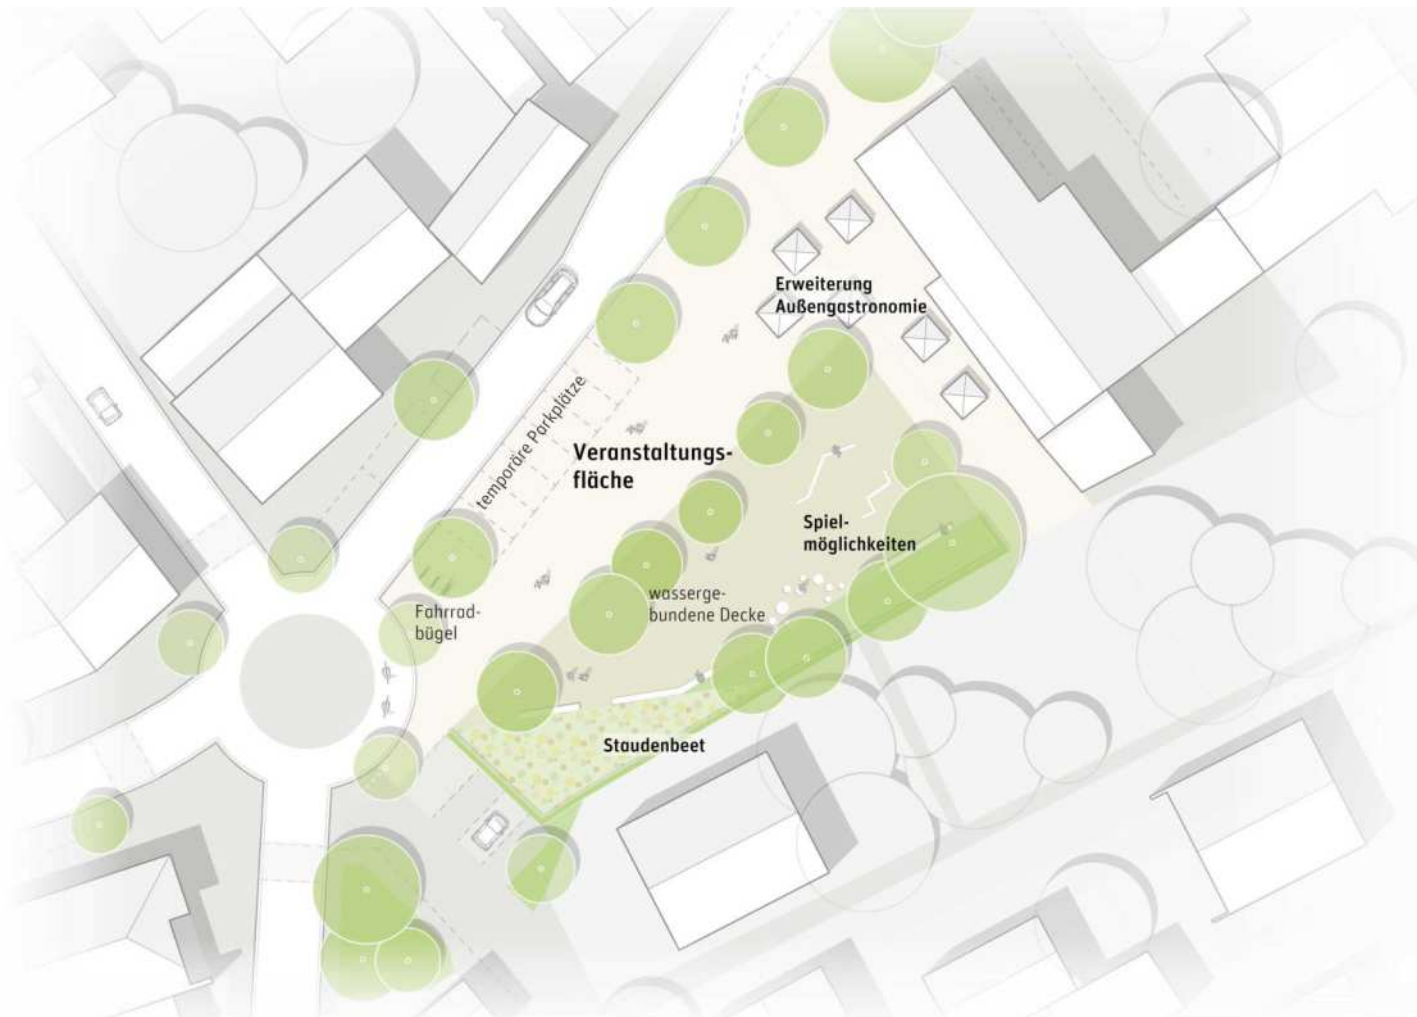 Erweiterung
Außengastronomie
temporäre Parkplätze
Veranstaltungs-
fläche
Spiel-
möglichkeiten
wasserge-
bundene Decke
Fahrrad-
bügel
Staudenbeet